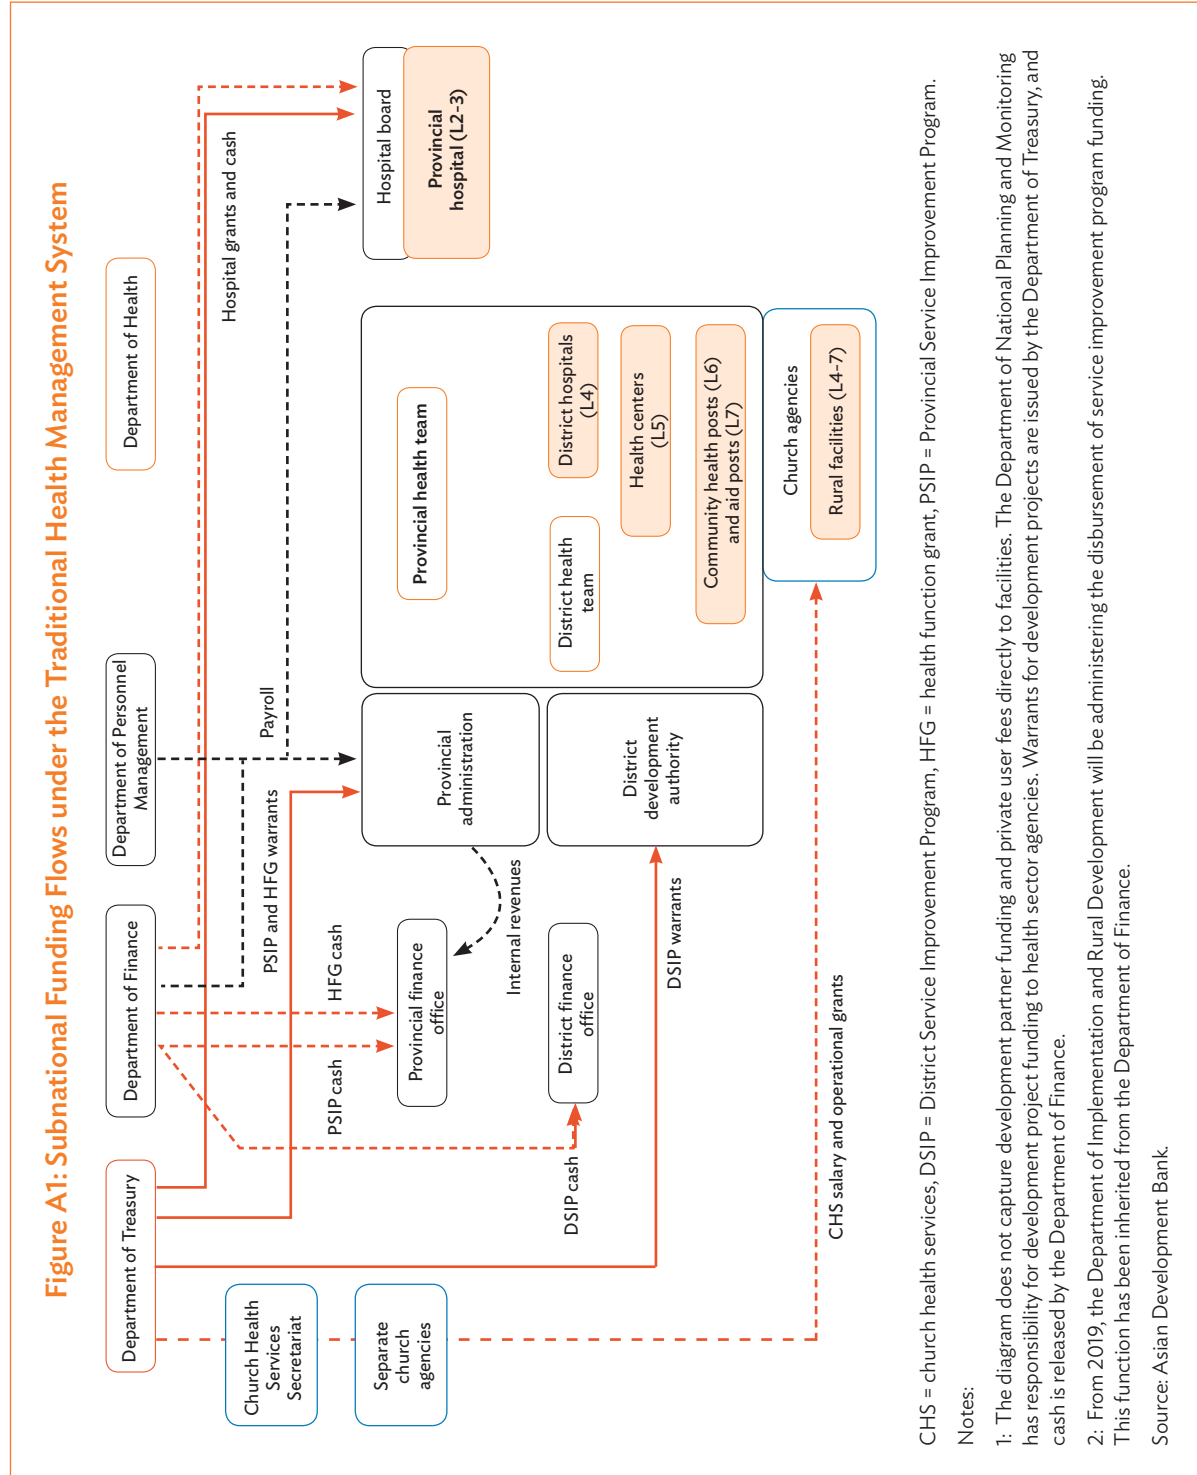 Figure A1: Subnational Funding Flows under the Traditional Health Management System
Department of Treasury
Department of Finance
Department of Personnel
Management
Department of Health
Church Health
Services
Secretariat
Separate
church
agencies
PSIP and HFG warrants
Payroll
Hospital grants and cash
PSIP cash
HFG cash
DSIP cash
Provincial finance
office
Internal revenues
District finance
office
DSIP warrants
Provincial
administration
District
development
authority
Provincial health team
District health
team
District hospitals
(L4)
Health centers
(L5)
Community health posts (L6)
and aid posts (L7)
Hospital board
Provincial
hospital (L2-3)
Church agencies
Rural facilities (L4-7)
CHS salary and operational grants
CHS = church health services, DSIP = District Service Improvement Program, HFG = health function grant, PSIP = Provincial Service Improvement Program.
Notes:
1: The diagram does not capture development partner funding and private user fees directly to facilities. The Department of National Planning and Monitoring
has responsibility for development project funding to health sector agencies. Warrants for development projects are issued by the Department of Treasury, and
cash is released by the Department of Finance.
2: From 2019, the Department of Implementation and Rural Development will be administering the disbursement of service improvement program funding.
This function has been inherited from the Department of Finance.
Source: Asian Development Bank.